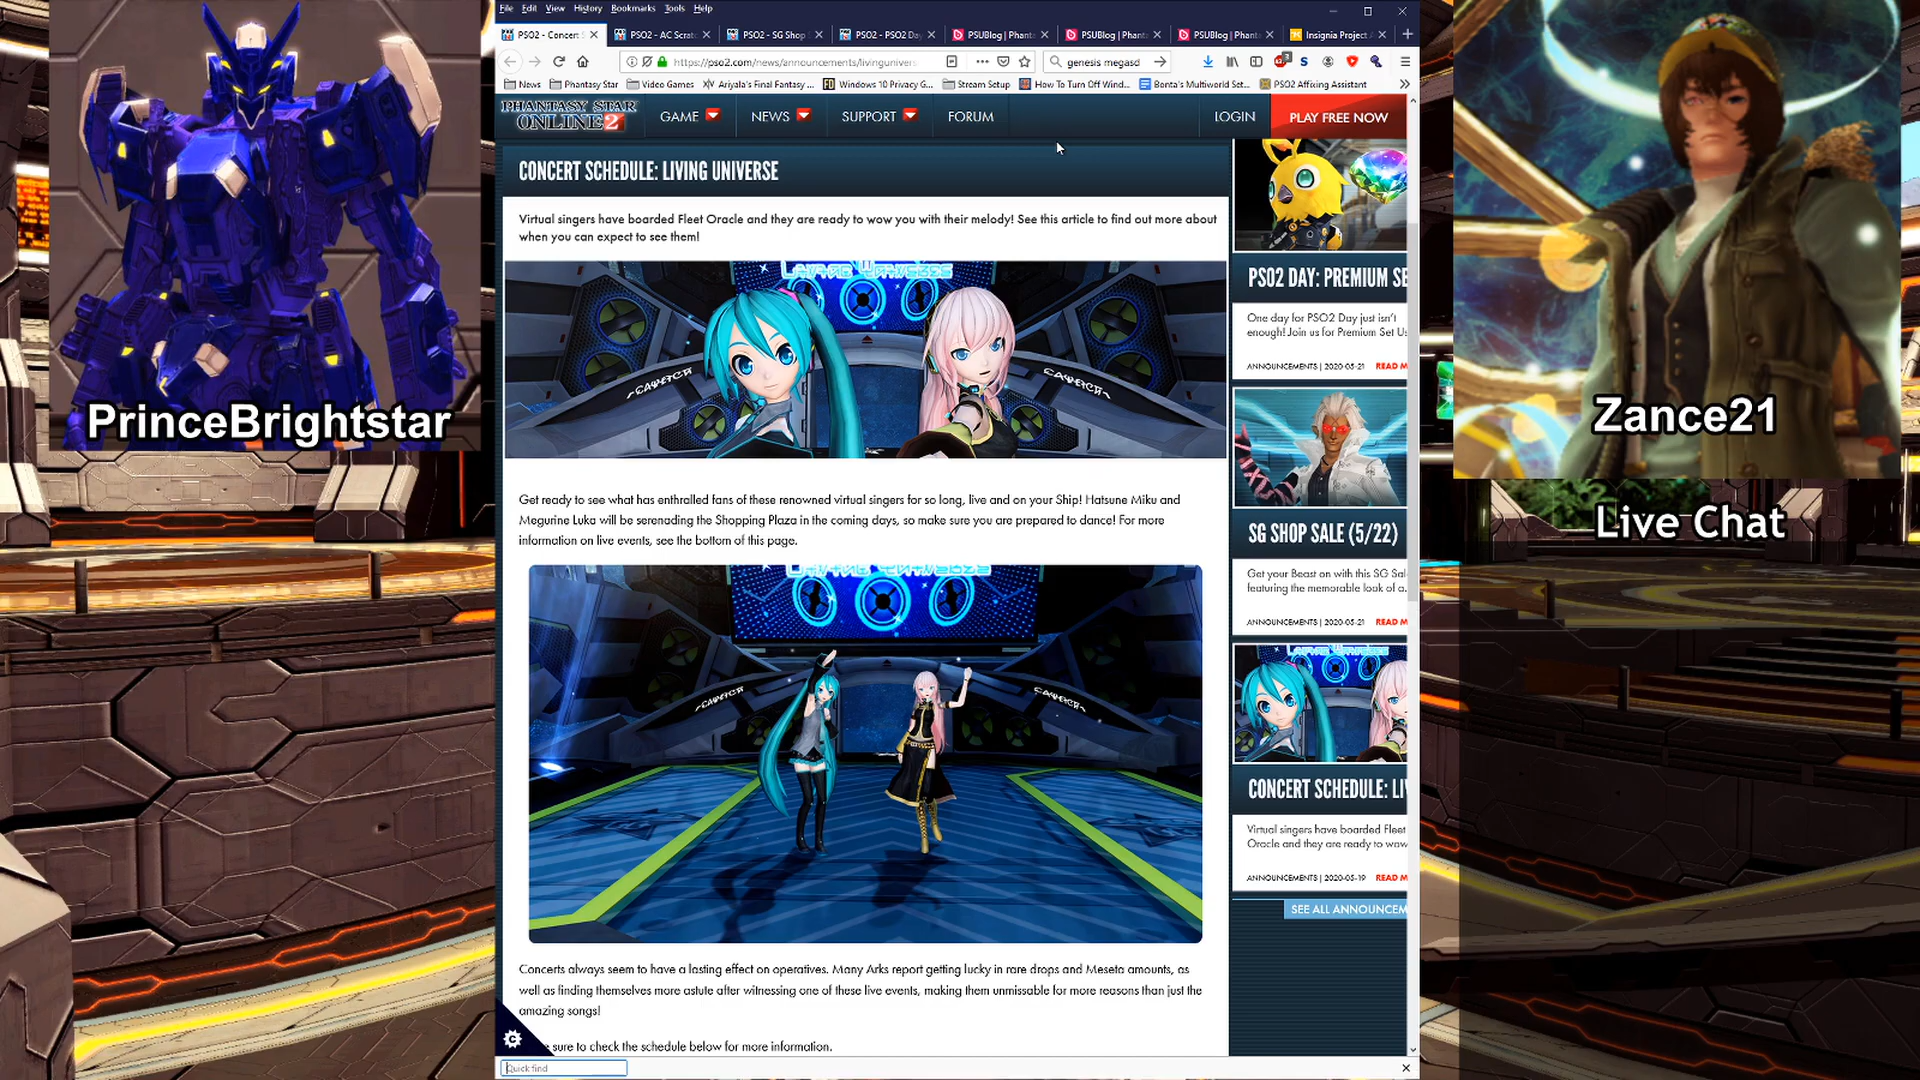 File Edit View History Bookmarks Tools Help
PSO2 - Concert S
PSO2 - AC Scratc
PSO2 - SG Shop
PSO2 - PSO2 Day
PSUBlog | Phanta
PSUBlog | Phanta
PSUBlog | Phanta
Insignia Project
https://pso2.com/news/announcements/livingunivers
genesis megasd
News
Phantasy Star
Video Games
Ariyala's Final Fantasy ...
Windows 10 Privacy G...
Stream Setup
How To Turn Off Wind...
Bonta's Multiworld Set...
PSO2 Affixing Assistant
PHANTASY STAR
ONLINE 2
GAME
NEWS
SUPPORT
FORUM
LOGIN
PLAY FREE NOW
CONCERT SCHEDULE: LIVING UNIVERSE
Virtual singers have boarded Fleet Oracle and they are ready to wow you with their melody! See this article to find out more about
when you can expect to see them!
Get ready to see what has enthralled fans of these renowned virtual singers for so long, live and on your Ship! Hatsune Miku and
Megurine Luka will be serenading the Shopping Plaza in the coming days, so make sure you are prepared to dance! For more
information on live events, see the bottom of this page.
Concerts always seem to have a lasting effect on operatives. Many Arks report getting lucky in rare drops and Meseta amounts, as
well as finding themselves more astute after witnessing one of these live events, making them unmissable for more reasons than just the
amazing songs!
sure to check the schedule below for more information.
PSO2 DAY: PREMIUM SE
One day for PSO2 Day just isn't
enough! Join us for Premium Set Us
ANNOUNCEMENTS | 2020-05-21 READ M
SG SHOP SALE (5/22)
Get your Beast on with this SG Sal
featuring the memorable look of a
ANNOUNCEMENTS | 2020-05-21 READ M
CONCERT SCHEDULE: LIV
Virtual singers have boarded Fleet
Oracle and they are ready to wow
ANNOUNCEMENTS | 2020-05-19 READ M
SEE ALL ANNOUNCEM
Quick find
PrinceBrightstar
Zance21
Live Chat